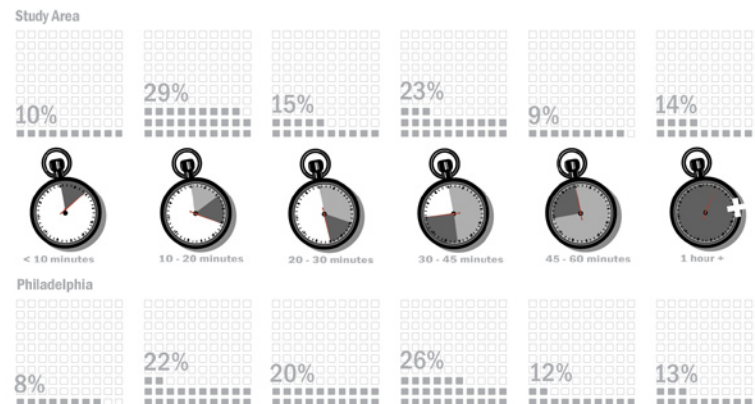 Study Area
10% 29% 15% 23% 9% 14%
< 10 minutes 10 - 20 minutes 20 - 30 minutes 30 - 45 minutes 45 - 60 minutes 1 hour +
Philadelphia
8% 22% 20% 26% 12% 13%